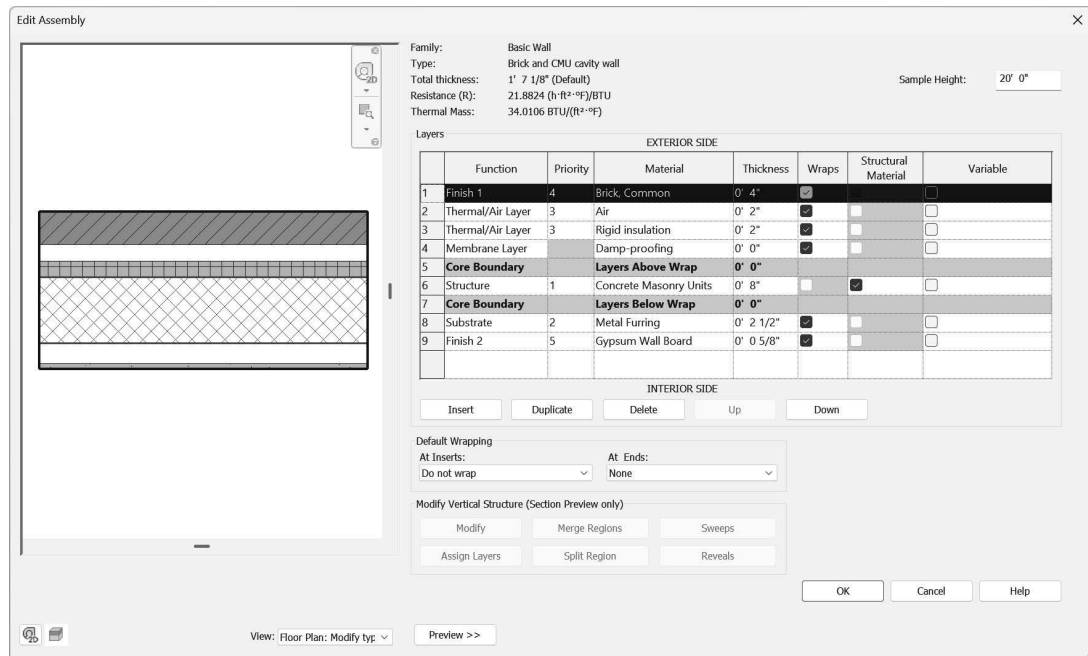 Edit Assembly
2D
Family: Basic Wall
Type: Brick and CMU cavity wall
Total thickness: 1' 7 1/8" (Default)
Resistance (R): 21.8824 (h·ft²·ºF)/BTU
Thermal Mass: 34.0106 BTU/(ft²·ºF)
Sample Height: 20' 0"
Layers
EXTERIOR SIDE
Function Priority Material Thickness Wraps Structural Material Variable
1 Finish 1 4 Brick, Common 0' 4"
2 Thermal/Air Layer 3 Air 0' 2"
3 Thermal/Air Layer 3 Rigid insulation 0' 2"
4 Membrane Layer Damp-proofing 0' 0"
5 Core Boundary Layers Above Wrap 0' 0"
6 Structure 1 Concrete Masonry Units 0' 8"
7 Core Boundary Layers Below Wrap 0' 0"
8 Substrate 2 Metal Furring 0' 2 1/2"
9 Finish 2 5 Gypsum Wall Board 0' 0 5/8"
INTERIOR SIDE
Insert Duplicate Delete Up Down
Default Wrapping
At Inserts: At Ends:
Do not wrap None
Modify Vertical Structure (Section Preview only)
Modify Merge Regions Sweeps
Assign Layers Split Region Reveals
OK Cancel Help
2D View: Floor Plan: Modify typ Preview >>